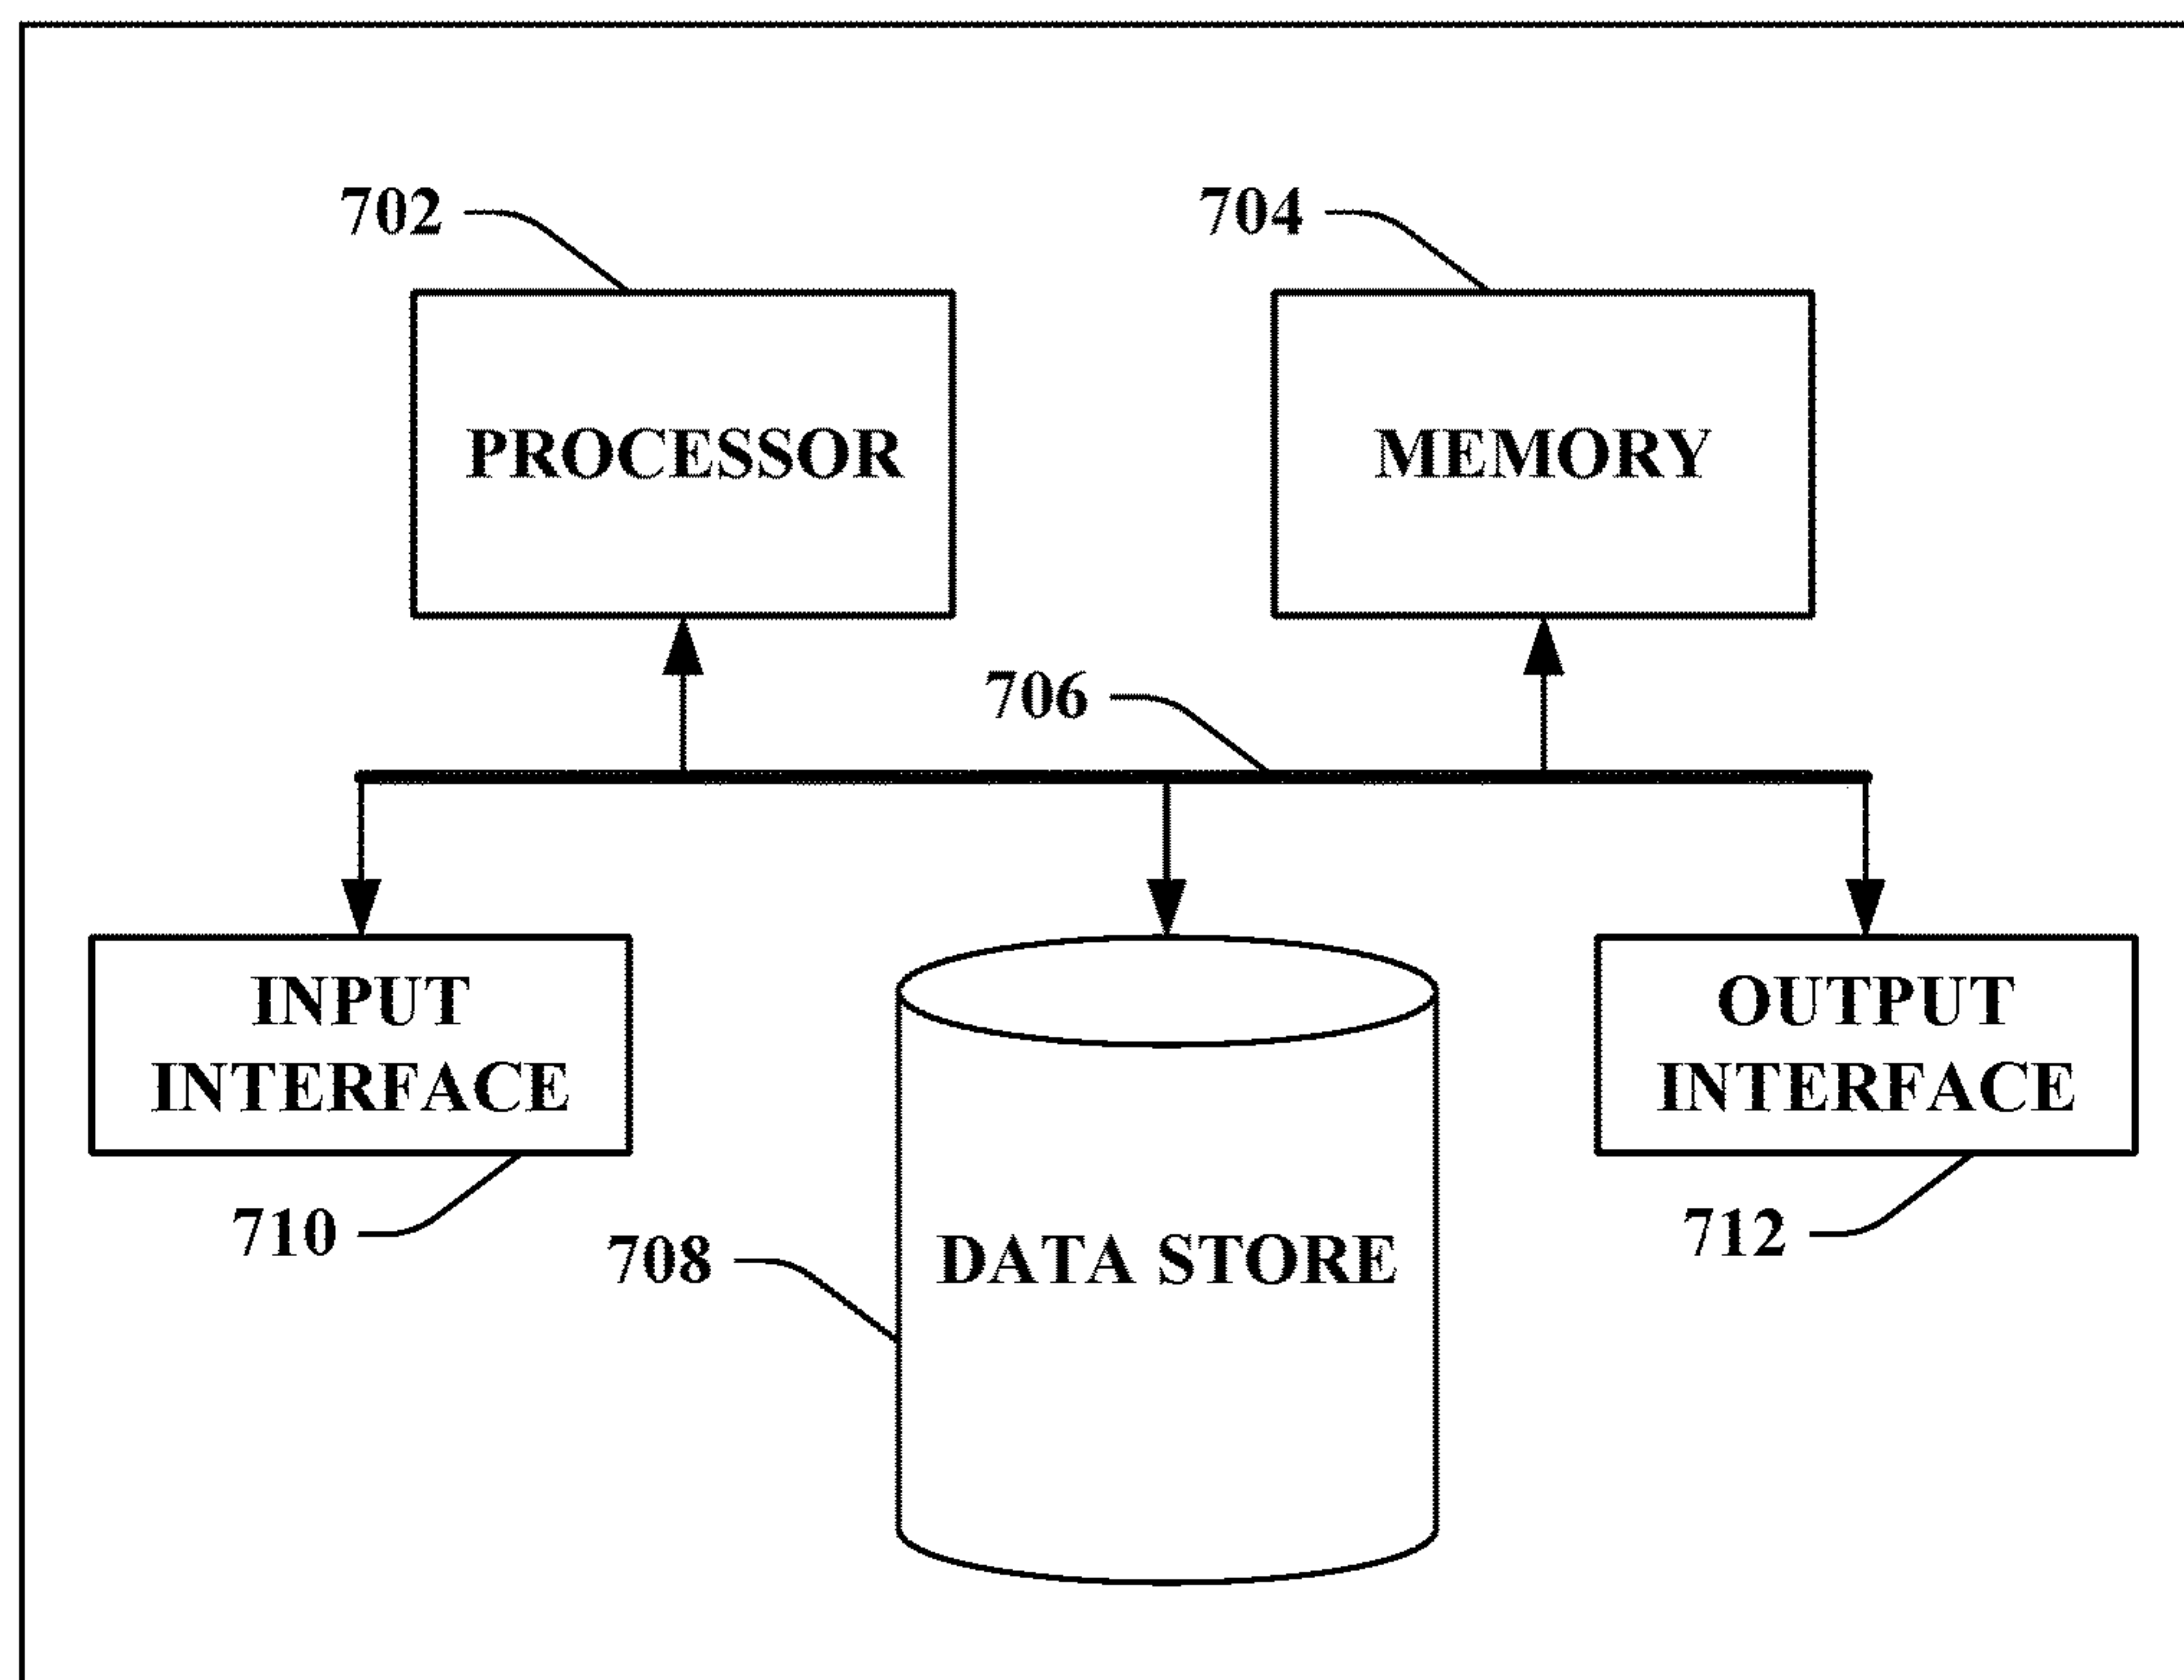 702
704
PROCESSOR
MEMORY
706
INPUT
INTERFACE
OUTPUT
INTERFACE
710
708
DATA STORE
712